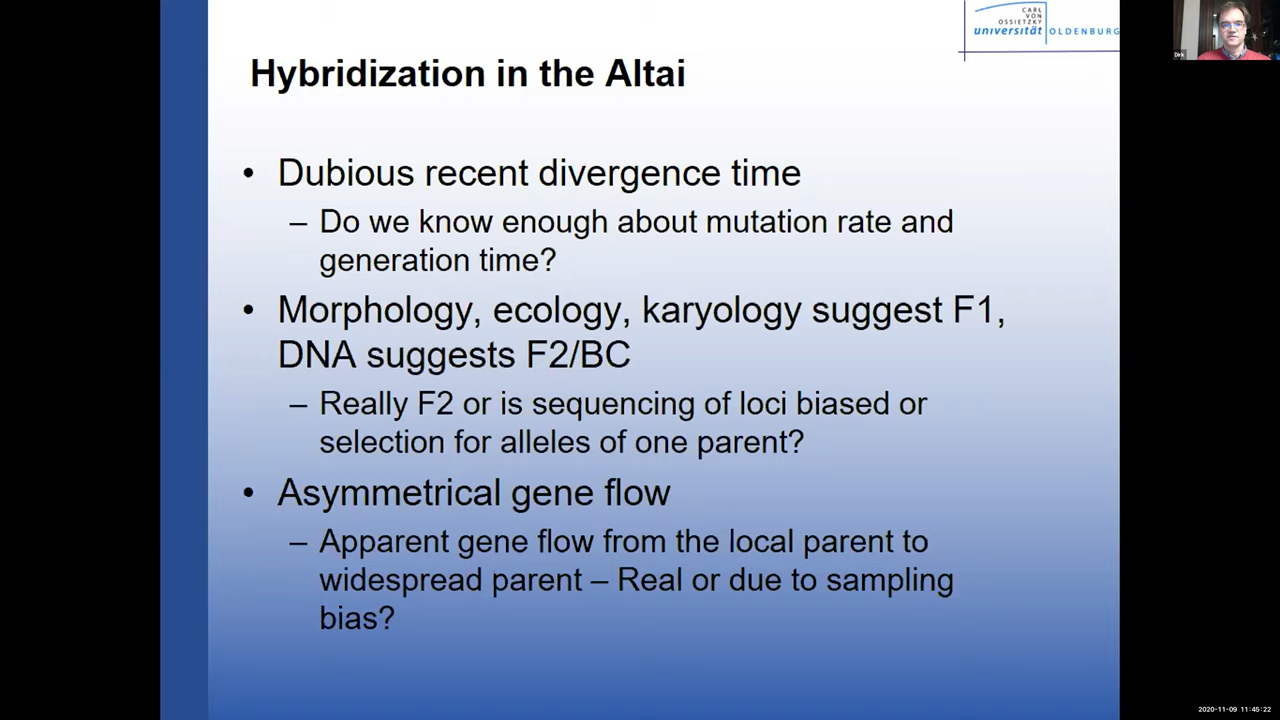 CARL
VON
OSSIETZKY
universität OLDENBURG
Dirk
Hybridization in the Altai
• Dubious recent divergence time
– Do we know enough about mutation rate and
generation time?
• Morphology, ecology, karyology suggest F1,
DNA suggests F2/BC
– Really F2 or is sequencing of loci biased or
selection for alleles of one parent?
• Asymmetrical gene flow
– Apparent gene flow from the local parent to
widespread parent – Real or due to sampling
bias?
2020-11-09 11:45:22